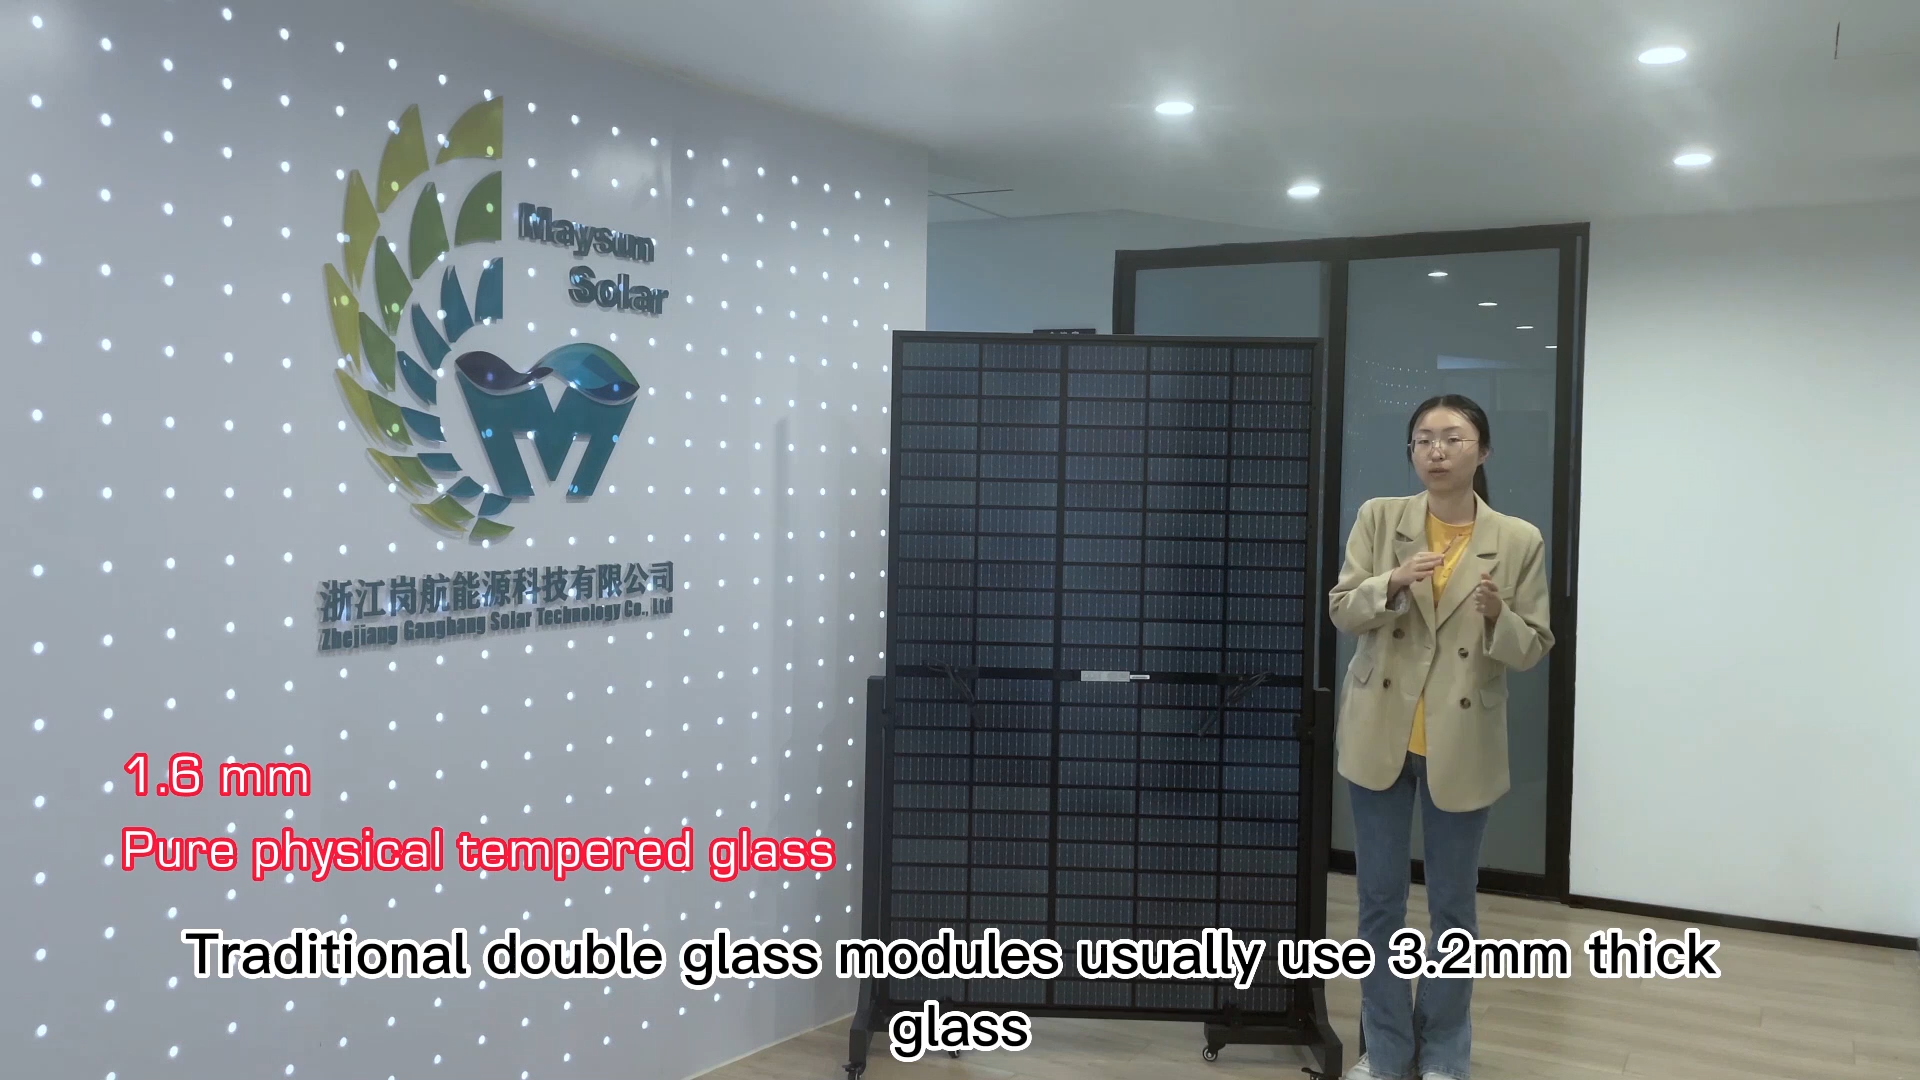 Maysun
Solar
浙江岗航能源科技有限公司
Zhejiang Ganghang Solar Technology Co., Ltd
1.6 mm
Pure physical tempered glass
Traditional double glass modules usually use 3.2mm thick
glass